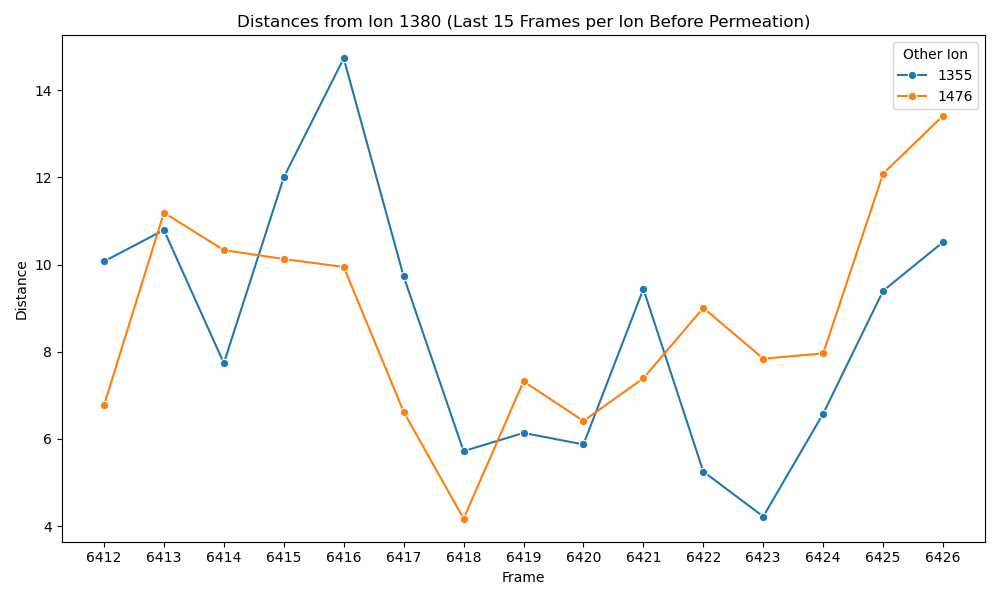 Distances from Ion 1380 (Last 15 Frames per Ion Before Permeation)
Other Ion
1355
1476
Distance
14
12
10
8
6
4
6412 6413 6414 6415 6416 6417 6418 6419 6420 6421 6422 6423 6424 6425 6426
Frame